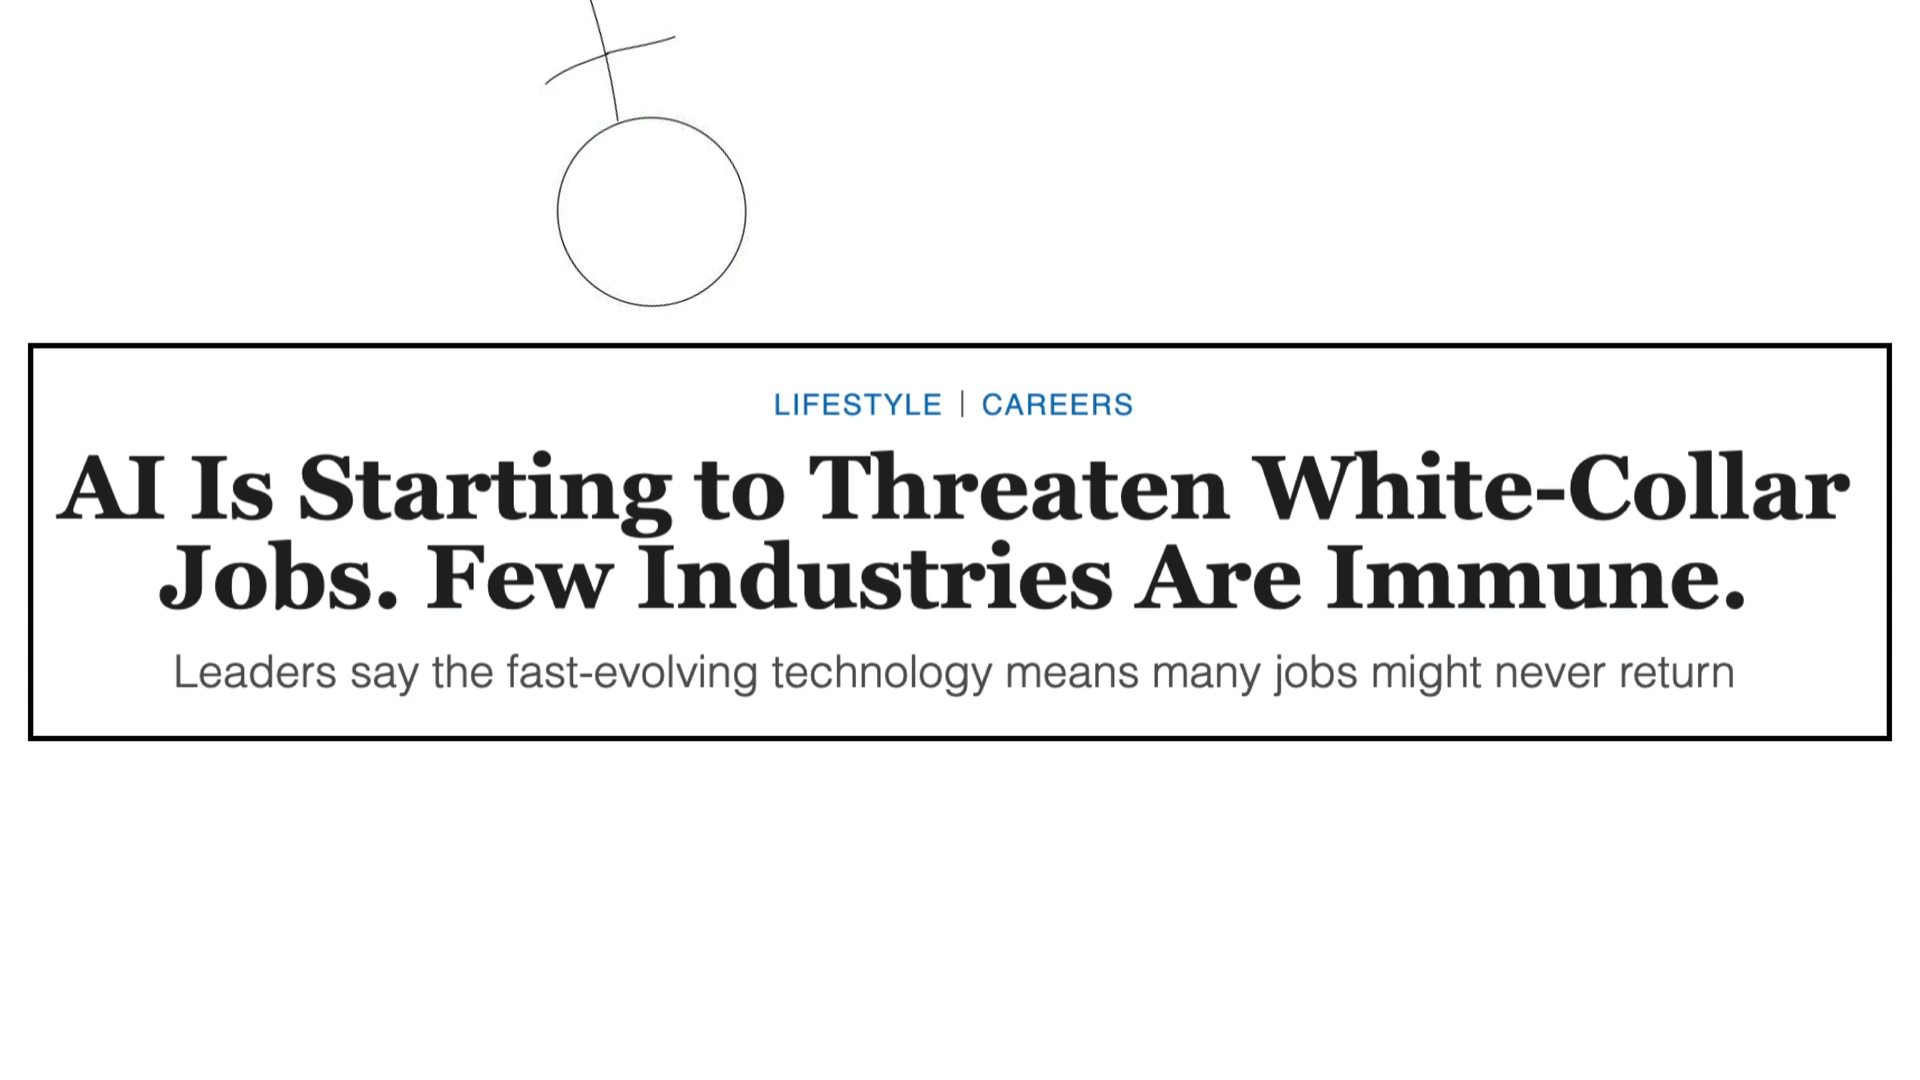 LIFESTYLE | CAREERS
AI Is Starting to Threaten White-Collar
Jobs. Few Industries Are Immune.
Leaders say the fast-evolving technology means many jobs might never return